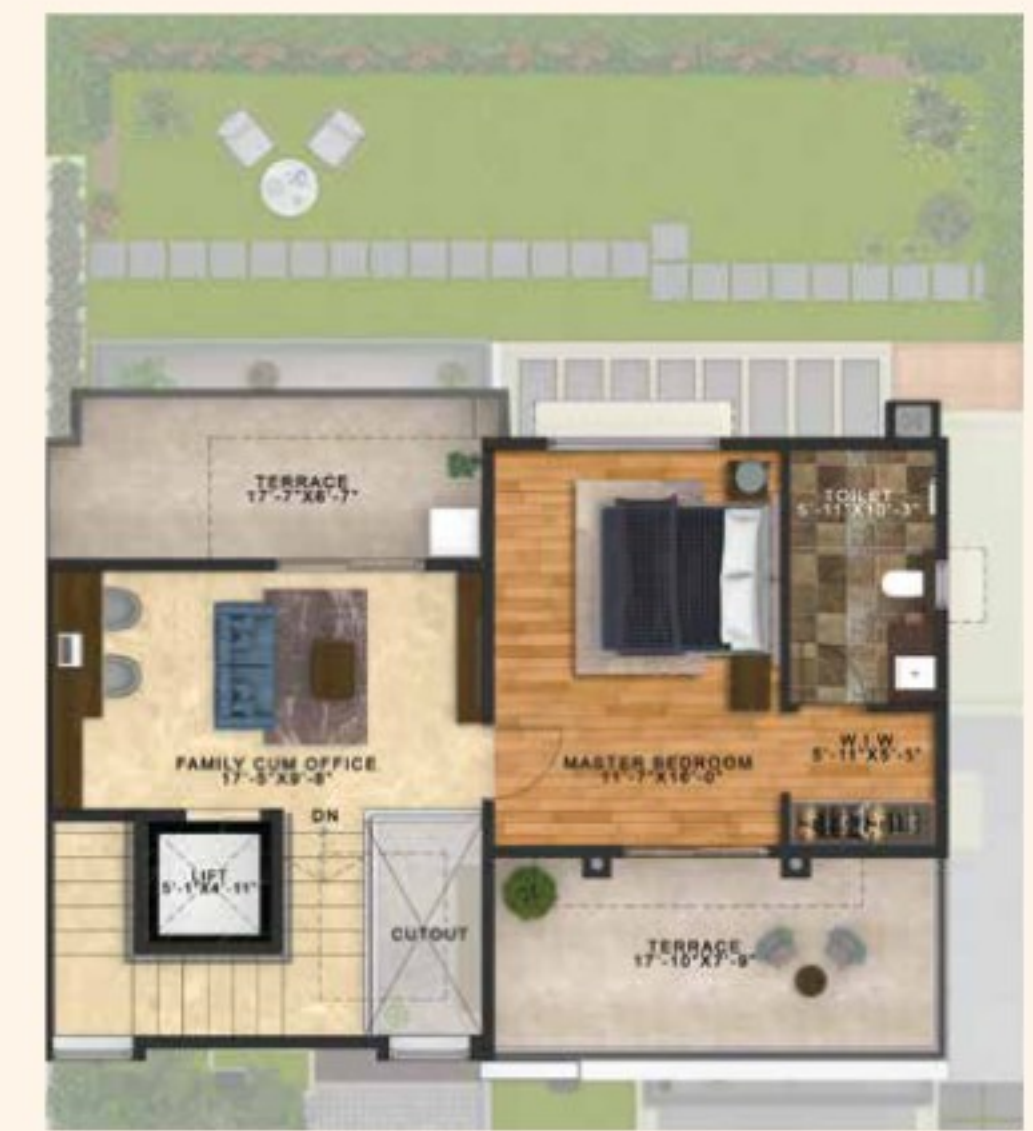 TERRACE
17'-7"X6'-7"
TOILET
5'-11"X10'-3"
FAMILY CUM OFFICE
17'-5"X9'-8"
MASTER BEDROOM
11'-7"X16'-0"
W.I.W
5'-11"X5'-5"
DN
LIFT
5'-1"X4'-11"
CUTOUT
TERRACE
17'-10"X7'-9"